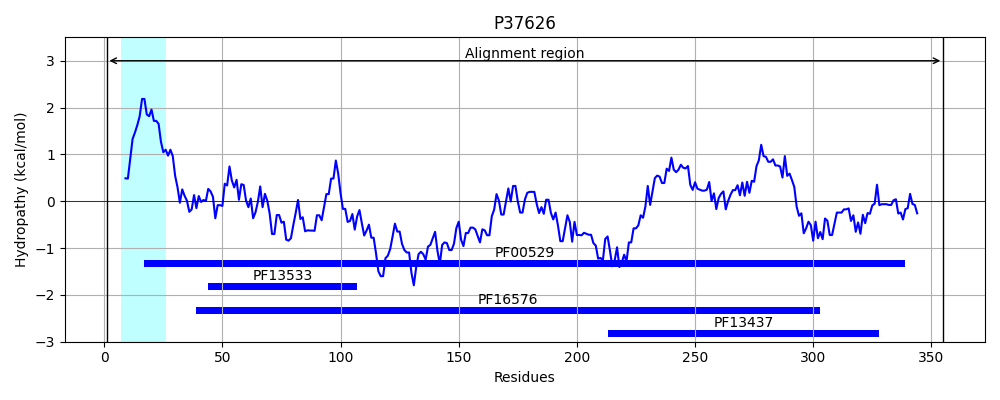 P37626
Alignment region
PF00529
PF13533
PF16576
PF13437
Hydropathy (kcal/mol)
3
2
1
0
−1
−2
−3
0 50 100 150 200 250 300 350
Residues